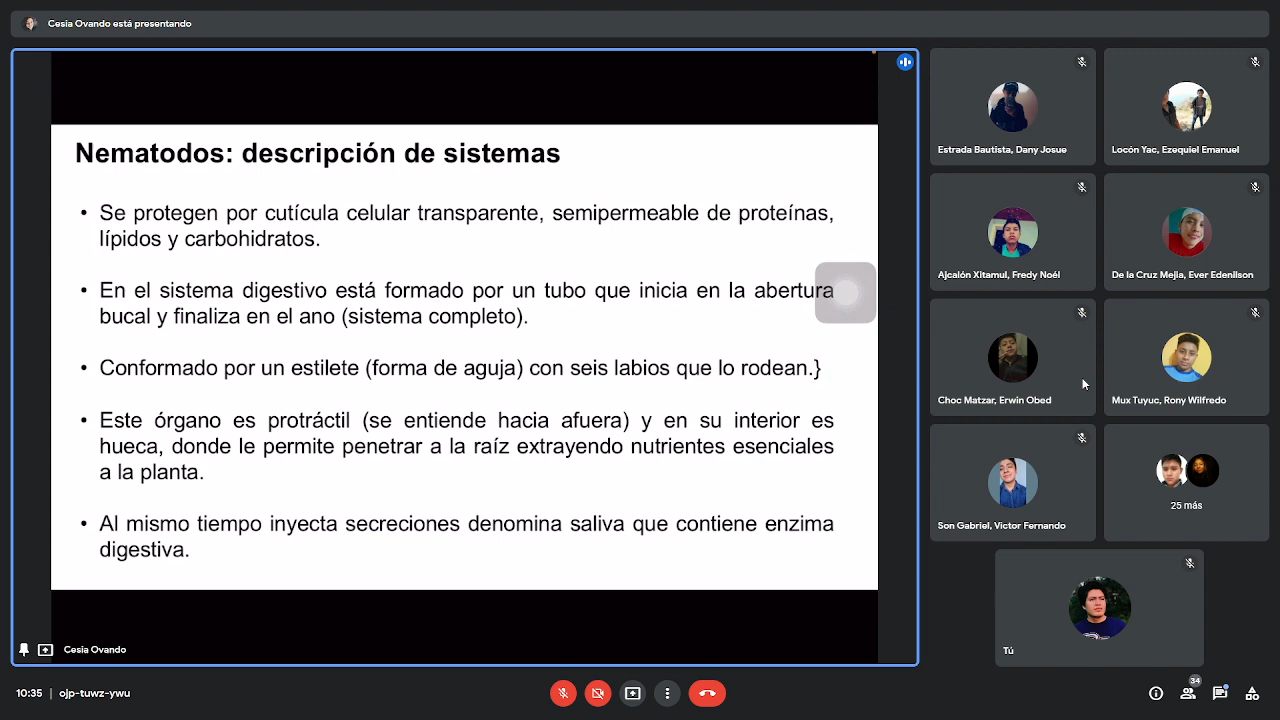 Cesia Ovando está presentando
Nematodos: descripción de sistemas
• Se protegen por cutícula celular transparente, semipermeable de proteínas,
lípidos y carbohidratos.
• En el sistema digestivo está formado por un tubo que inicia en la abertura
bucal y finaliza en el ano (sistema completo).
• Conformado por un estilete (forma de aguja) con seis labios que lo rodean.}
• Este órgano es protráctil (se entiende hacia afuera) y en su interior es
hueca, donde le permite penetrar a la raíz extrayendo nutrientes esenciales
a la planta.
• Al mismo tiempo inyecta secreciones denomina saliva que contiene enzima
digestiva.
Cesia Ovando
Estrada Bautista, Dany Josue
Locón Yac, Ezequiel Emanuel
Ajcalón Xitamul, Fredy Noél
De la Cruz Mejia, Ever Edenilson
Choc Matzar, Erwin Obed
Mux Tuyuc, Rony Wilfredo
Son Gabriel, Victor Fernando
25 más
Tú
10:35 | ojp-tuwz-ywu
34